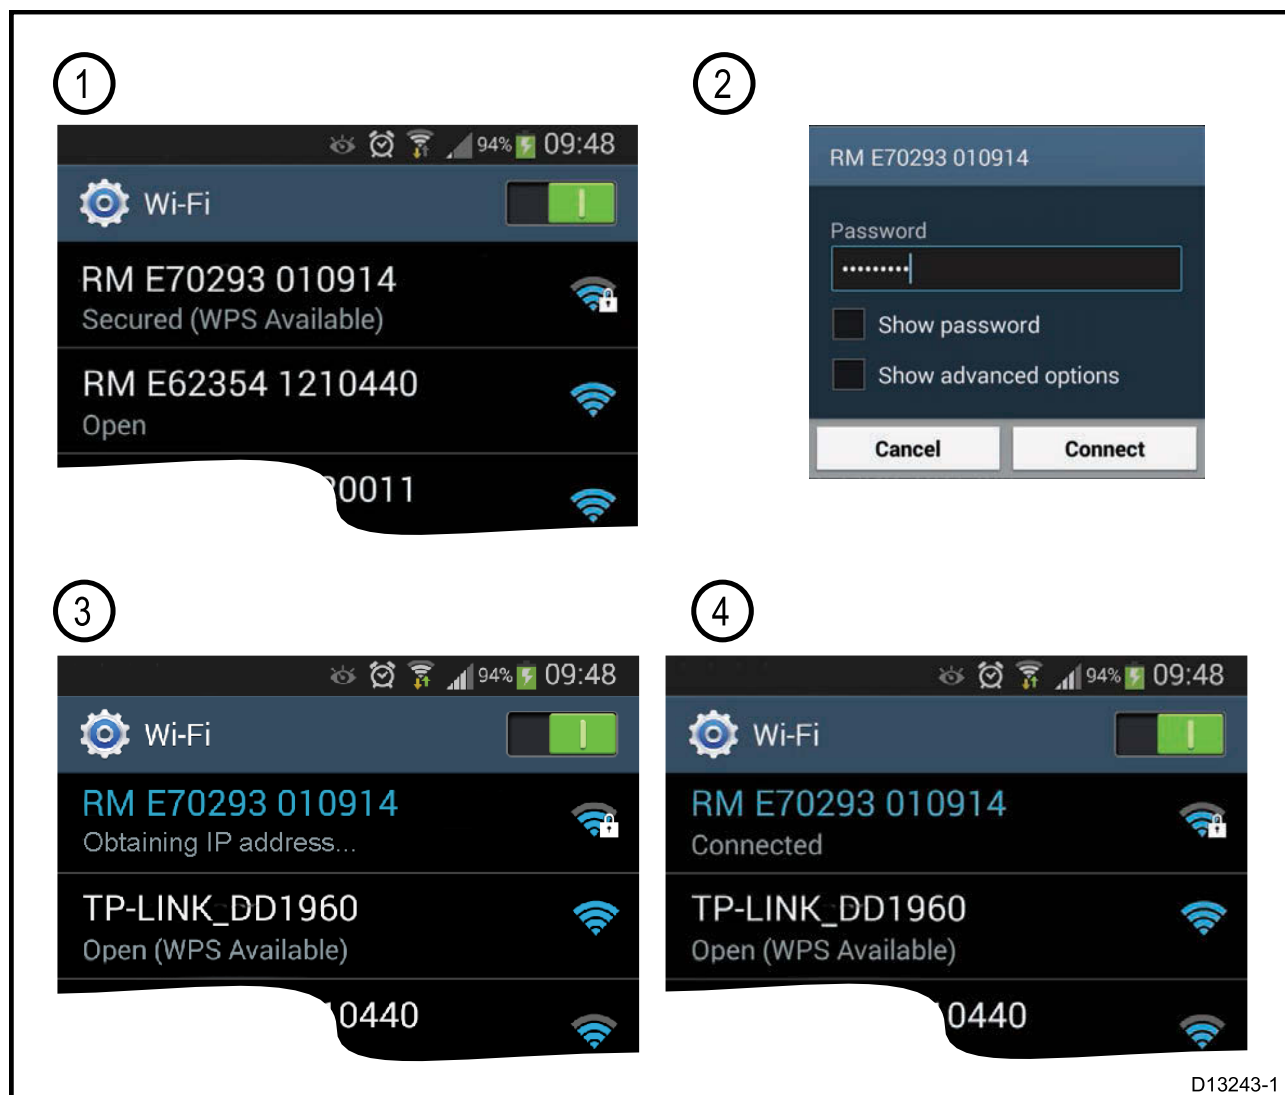 1
94% 09:48
Wi-Fi
RM E70293 010914
Secured (WPS Available)
RM E62354 1210440
Open
0011
2
RM E70293 010914
Password
•••••••••
Show password
Show advanced options
Cancel Connect
3
94% 09:48
Wi-Fi
RM E70293 010914
Obtaining IP address...
TP-LINK_DD1960
Open (WPS Available)
0440
4
94% 09:48
Wi-Fi
RM E70293 010914
Connected
TP-LINK_DD1960
Open (WPS Available)
0440
D13243-1